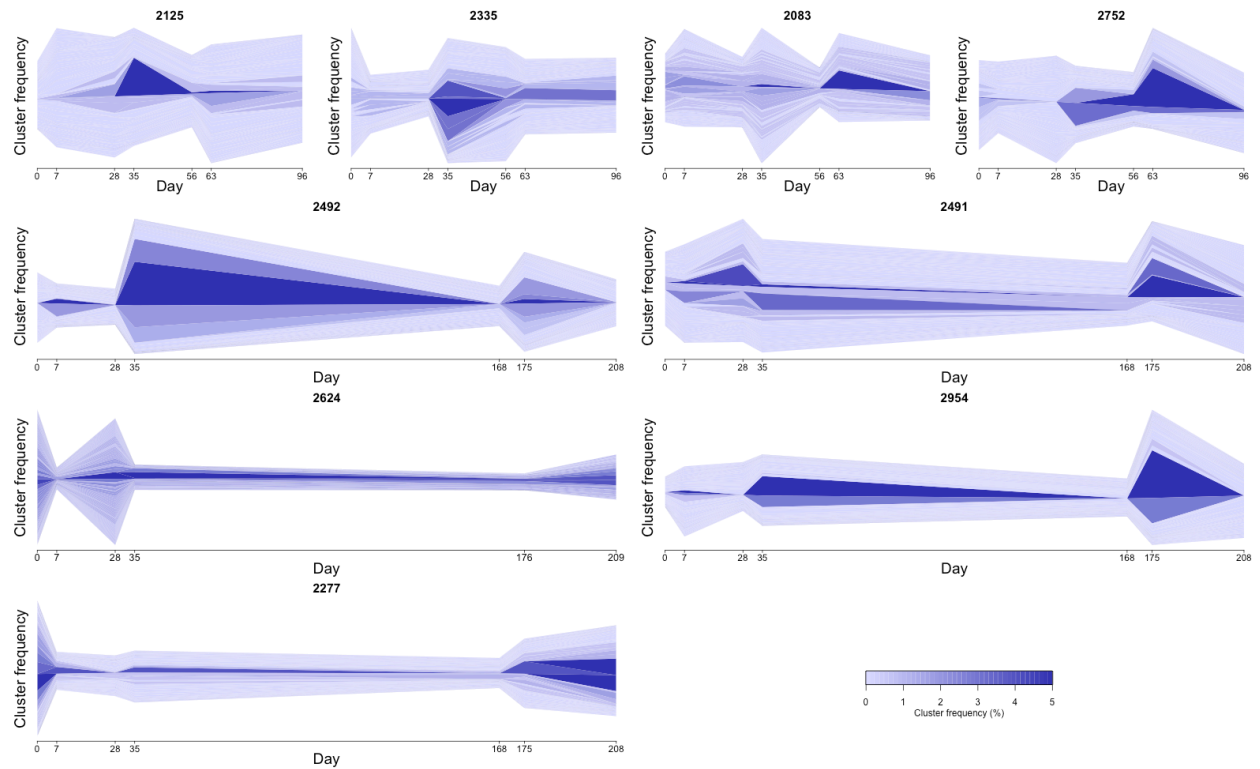 2125
2335
2083
2752
Cluster frequency
Cluster frequency
Cluster frequency
Cluster frequency
0 7 28 35 56 63 96
0 7 28 35 56 63 96
0 7 28 35 56 63 96
0 7 28 35 56 63 96
Day
Day
Day
Day
2492
2491
Cluster frequency
Cluster frequency
0 7 28 35 168 175 208
0 7 28 35 168 175 208
Day
Day
2624
2954
Cluster frequency
Cluster frequency
0 7 28 35 176 209
0 7 28 35 168 175 208
Day
Day
2277
Cluster frequency
0 7 28 35 168 175 208
Day
0 1 2 3 4 5
Cluster frequency (%)